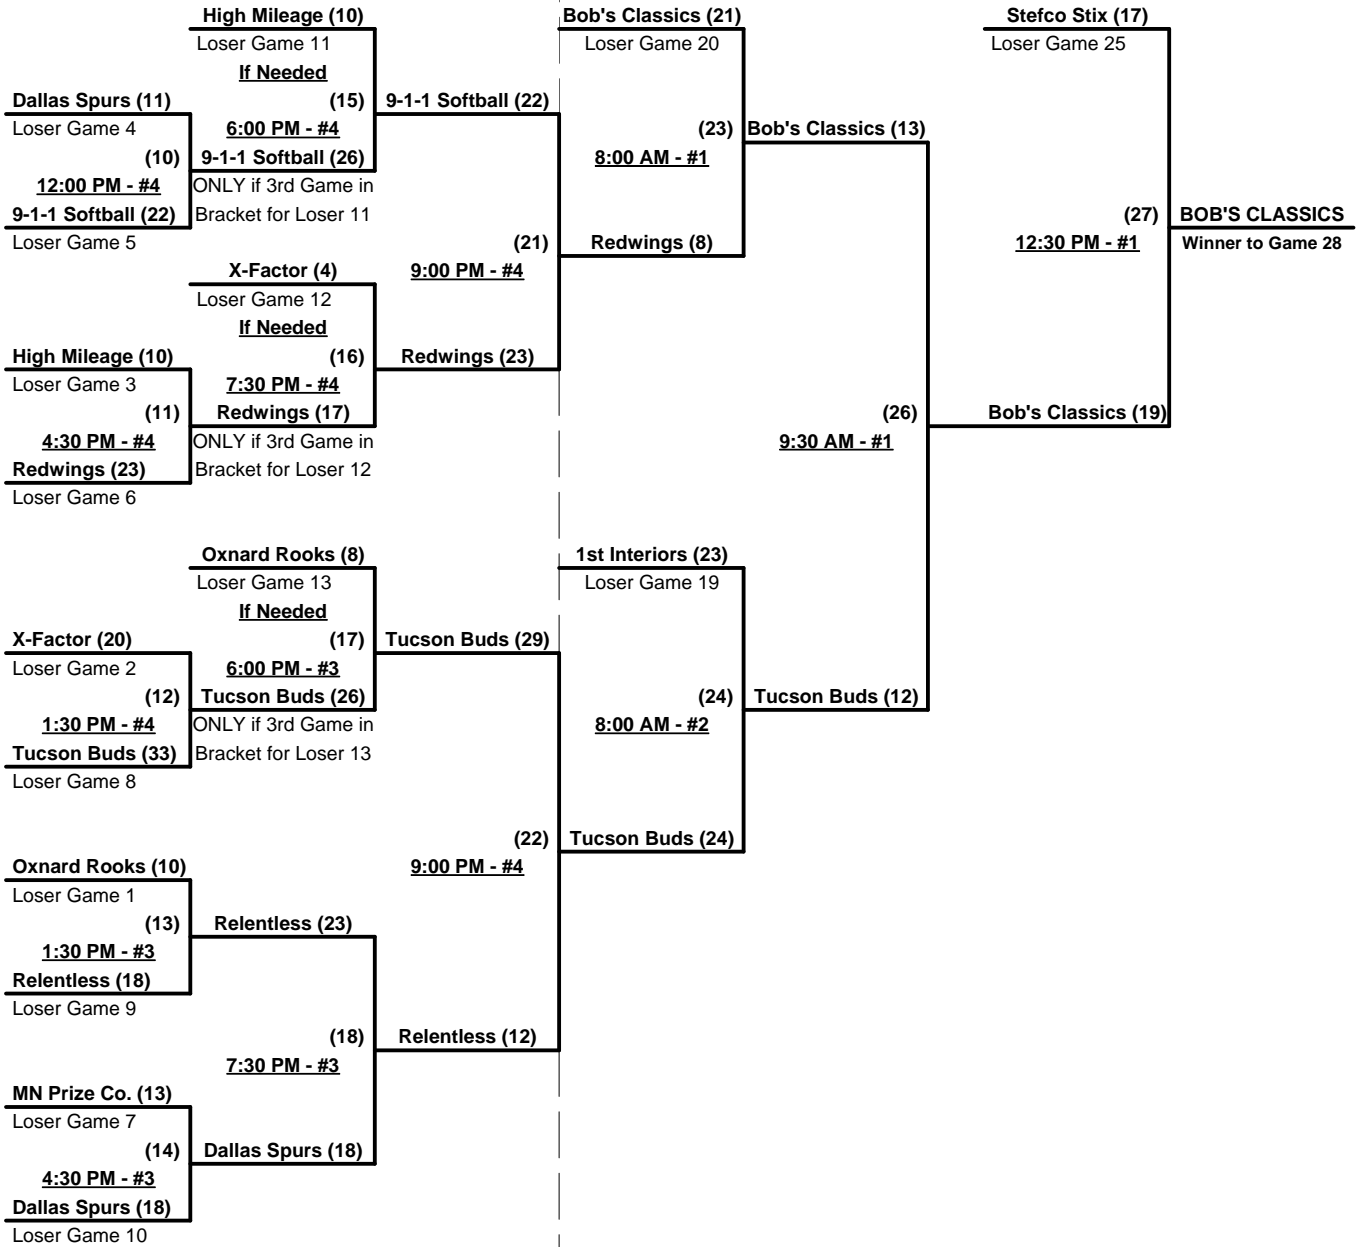 High Mileage (10)
Loser Game 11
If Needed
(15)
6:00 PM - #4
9-1-1 Softball (26)
ONLY if 3rd Game in
Bracket for Loser 11
Dallas Spurs (11)
Loser Game 4
(10)
12:00 PM - #4
9-1-1 Softball (22)
Loser Game 5
X-Factor (4)
Loser Game 12
If Needed
(16)
7:30 PM - #4
Redwings (17)
ONLY if 3rd Game in
Bracket for Loser 12
High Mileage (10)
Loser Game 3
(11)
4:30 PM - #4
Redwings (23)
Loser Game 6
Oxnard Rooks (8)
Loser Game 13
If Needed
(17)
6:00 PM - #3
Tucson Buds (26)
ONLY if 3rd Game in
Bracket for Loser 13
X-Factor (20)
Loser Game 2
(12)
1:30 PM - #4
Tucson Buds (33)
Loser Game 8
Oxnard Rooks (10)
Loser Game 1
(13)
1:30 PM - #3
Relentless (18)
Loser Game 9
Relentless (23)
(18)
7:30 PM - #3
Dallas Spurs (18)
MN Prize Co. (13)
Loser Game 7
(14)
4:30 PM - #3
Dallas Spurs (18)
Loser Game 10
9-1-1 Softball (22)
(21)
9:00 PM - #4
Redwings (23)
Tucson Buds (29)
(22)
9:00 PM - #4
Relentless (12)
Bob's Classics (21)
Loser Game 20
(23)
8:00 AM - #1
Redwings (8)
1st Interiors (23)
Loser Game 19
(24)
8:00 AM - #2
Tucson Buds (24)
Bob's Classics (13)
(26)
9:30 AM - #1
Tucson Buds (12)
Stefco Stix (17)
Loser Game 25
(27)
12:30 PM - #1
Bob's Classics (19)
BOB'S CLASSICS
Winner to Game 28